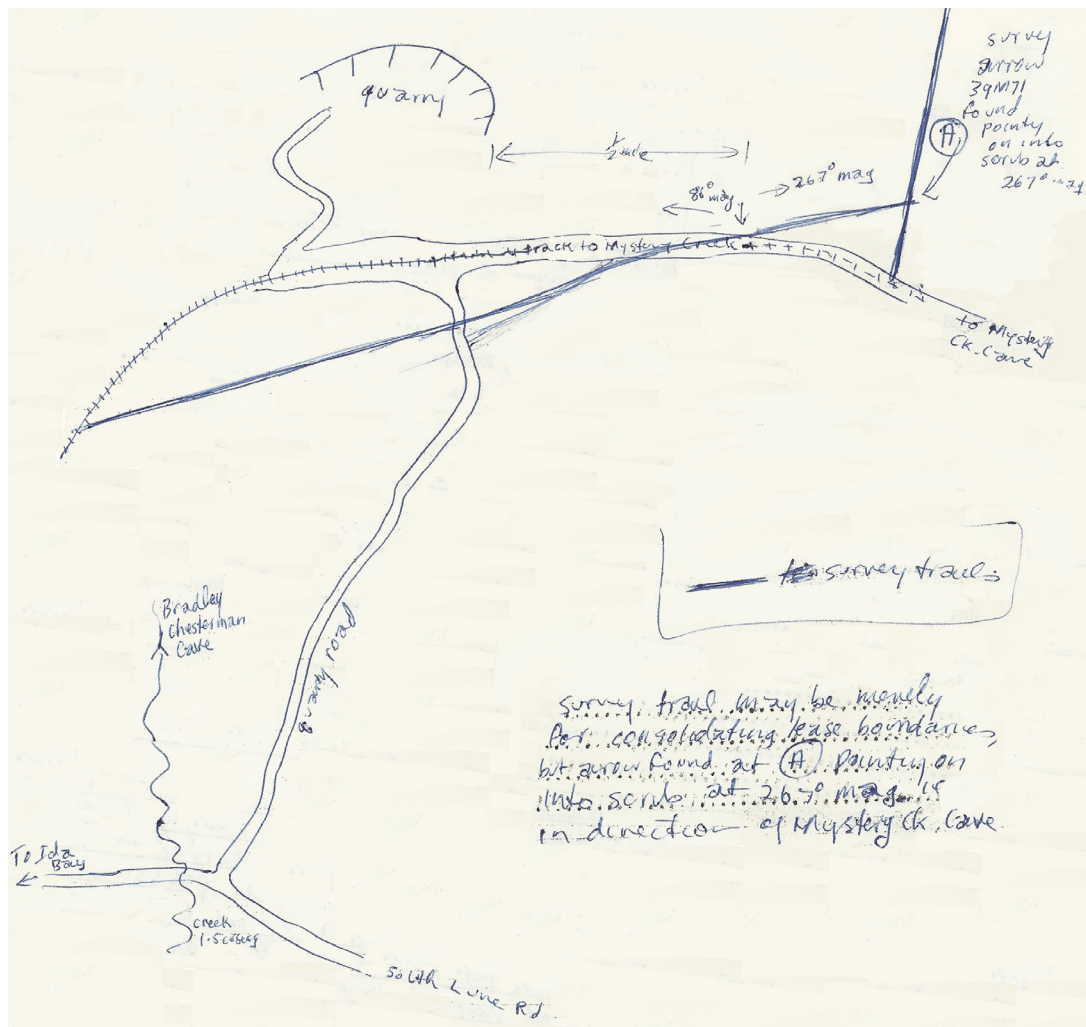 survey
arrow
39M71
found
pointy
on into
scrub at
267° mag
A
quarry
1/2 mile
86° mag
267° mag
track to Mystery Creek
to Mystery
Ck. Cave
survey trail
Bradley
Chesterman
Cave
Quarry road
survey trail may be merely
for consolidating lease boundaries,
but arrow found at A pointing on
into scrub at 267° mag. is
in direction of Mystery Ck. Cave
To Ida
Bay
creek
South Lune Rd